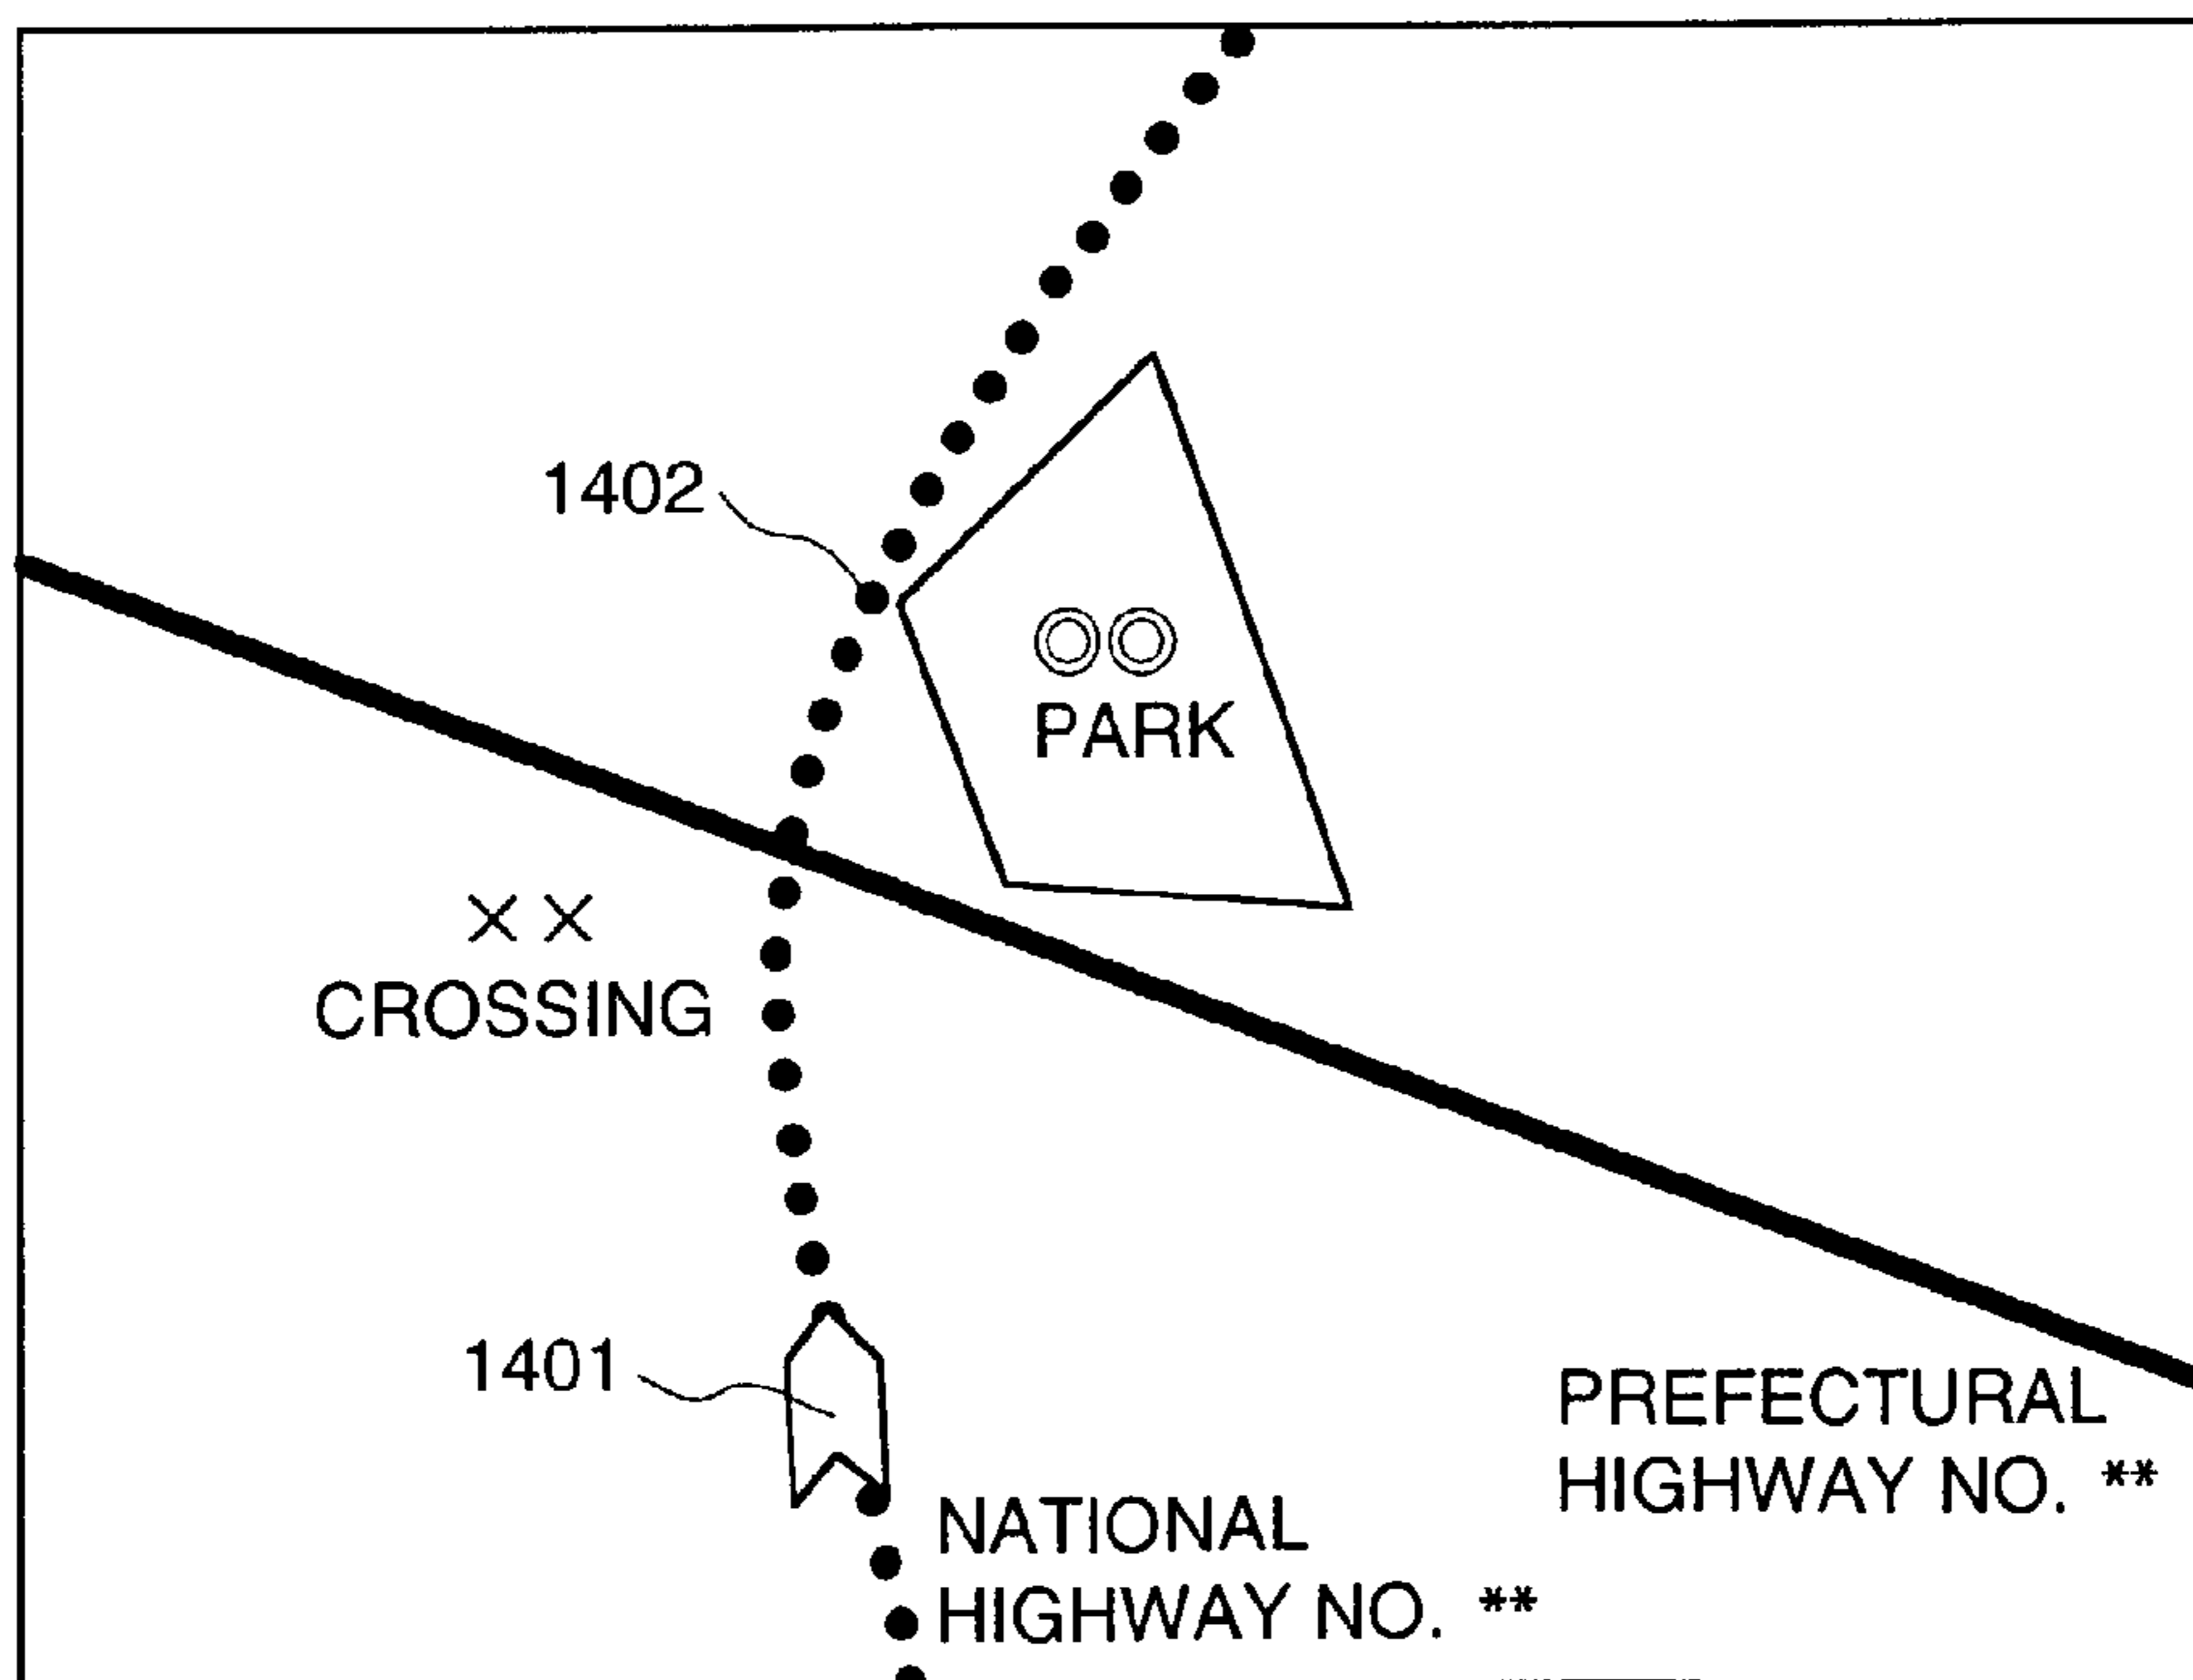 1402
◎◎
PARK
××
CROSSING
1401
PREFECTURAL
HIGHWAY NO. **
NATIONAL
HIGHWAY NO. **